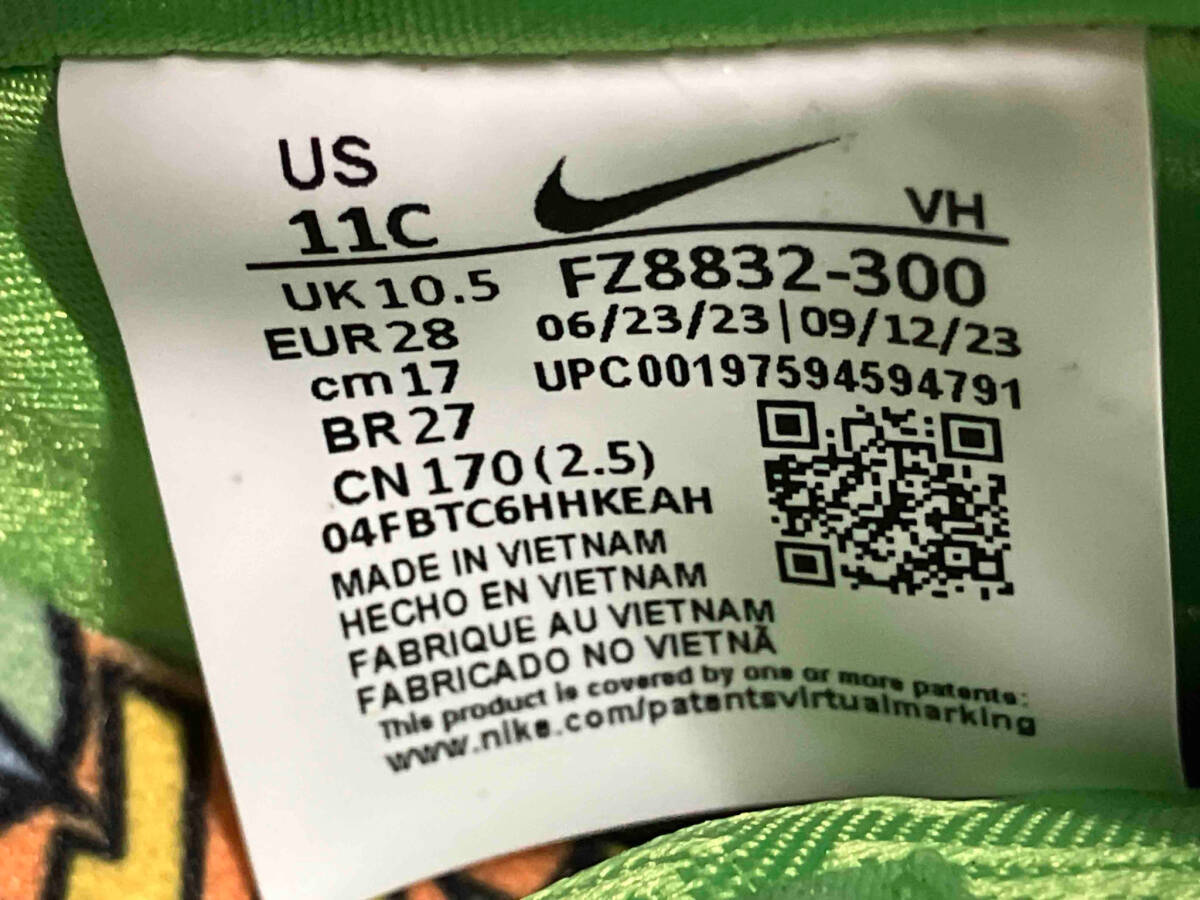 US
11C
VH
UK 10.5
FZ8832-300
EUR 28
06/23/23 | 09/12/23
cm 17
UPC00197594594791
BR 27
CN 170 (2.5)
04FBTC6HHKEAH
MADE IN VIETNAM
HECHO EN VIETNAM
FABRIQUE AU VIETNAM
FABRICADO NO VIETNÃ
This product is covered by one or more patents:
www.nike.com/patentsvirtualmarking